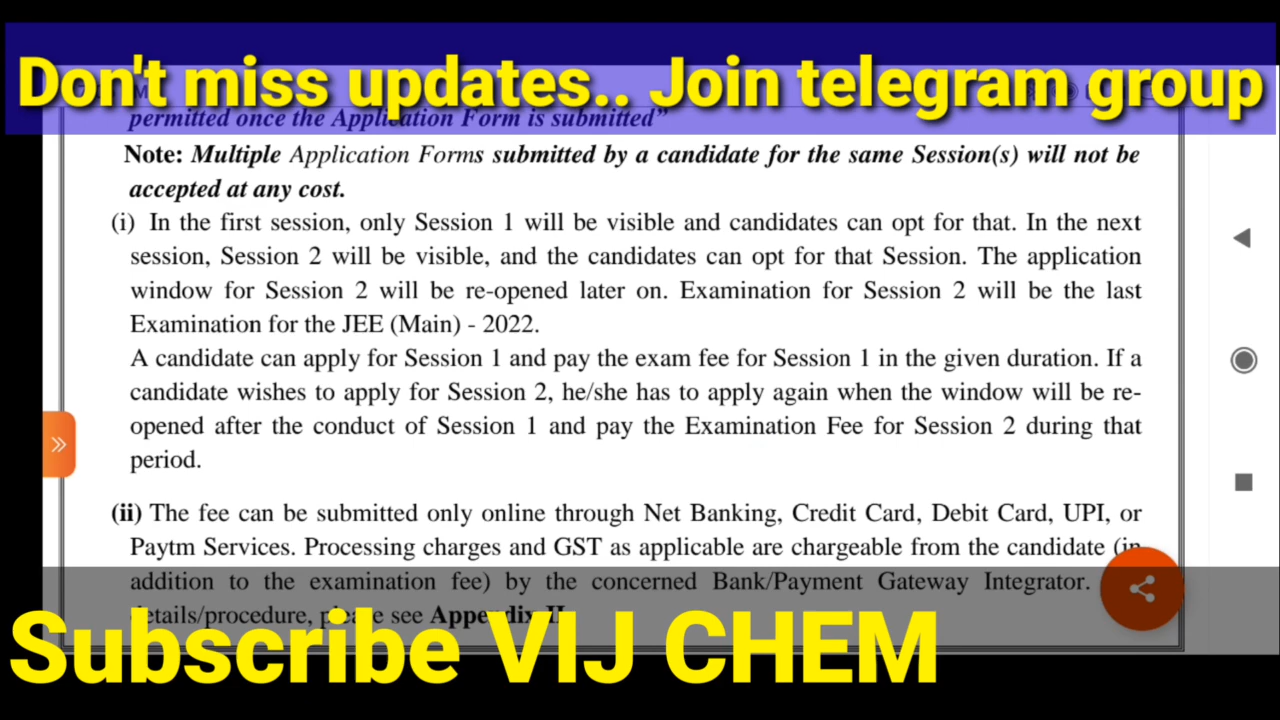 Don't miss updates.. Join telegram group
permitted once the Application Form is submitted"
Note: Multiple Application Forms submitted by a candidate for the same Session(s) will not be
accepted at any cost.
(i) In the first session, only Session 1 will be visible and candidates can opt for that. In the next
session, Session 2 will be visible, and the candidates can opt for that Session. The application
window for Session 2 will be re-opened later on. Examination for Session 2 will be the last
Examination for the JEE (Main) - 2022.
A candidate can apply for Session 1 and pay the exam fee for Session 1 in the given duration. If a
candidate wishes to apply for Session 2, he/she has to apply again when the window will be re-
opened after the conduct of Session 1 and pay the Examination Fee for Session 2 during that
period.
(ii) The fee can be submitted only online through Net Banking, Credit Card, Debit Card, UPI, or
Paytm Services. Processing charges and GST as applicable are chargeable from the candidate (in
addition to the examination fee) by the concerned Bank/Payment Gateway Integrator.
details/procedure, please see Appendix II
Subscribe VIJ CHEM